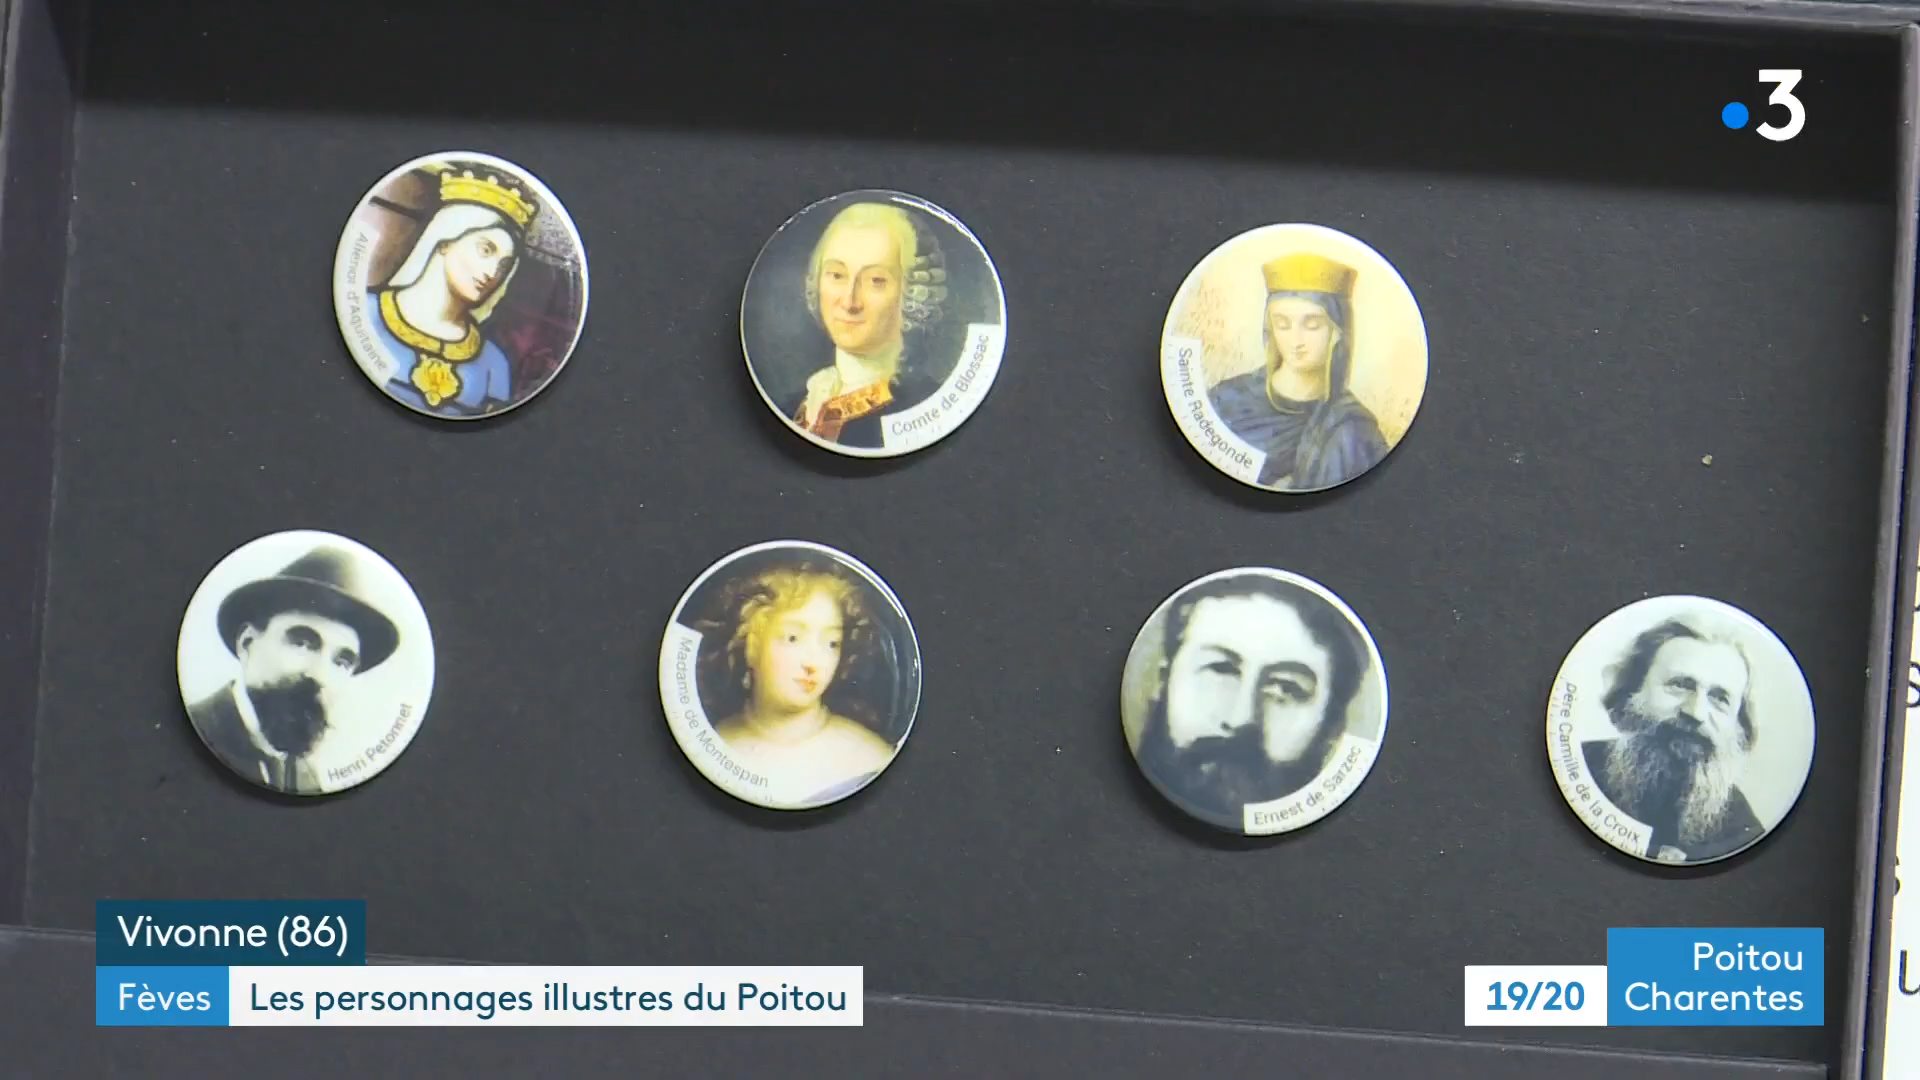 3
Aliénor d'Aquitaine
Comte de Blossac
Sainte Radegonde
Henri Petonnet
Madame de Montespan
Ernest de Sarzec
père Camille de la Croix
Vivonne (86)
Fèves Les personnages illustres du Poitou
19/20
Poitou
Charentes